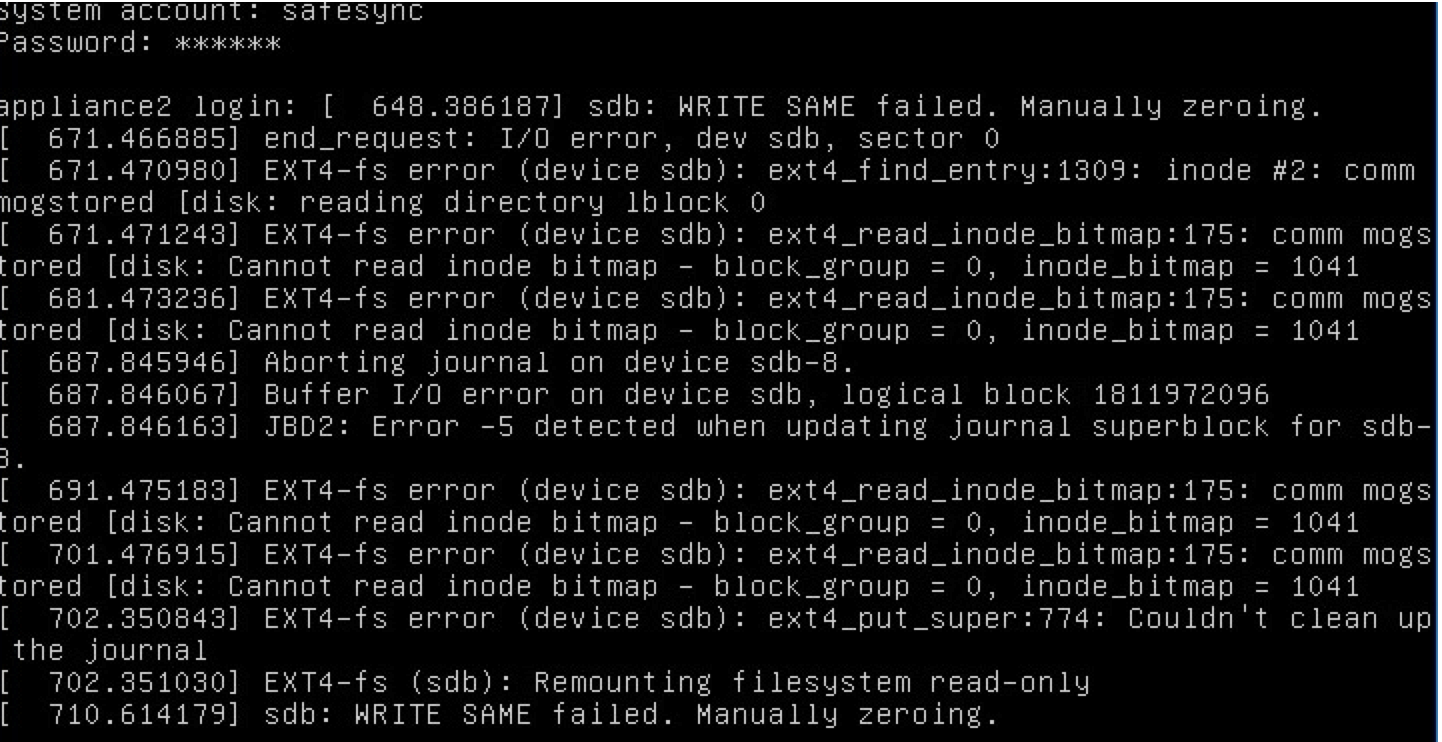 System account: safesync
Password: ******
appliance2 login: [  648.386187] sdb: WRITE SAME failed. Manually zeroing.
[  671.466885] end_request: I/O error, dev sdb, sector 0
[  671.470980] EXT4-fs error (device sdb): ext4_find_entry:1309: inode #2: comm
mogstored [disk: reading directory lblock 0
[  671.471243] EXT4-fs error (device sdb): ext4_read_inode_bitmap:175: comm mogs
tored [disk: Cannot read inode bitmap - block_group = 0, inode_bitmap = 1041
[  681.473236] EXT4-fs error (device sdb): ext4_read_inode_bitmap:175: comm mogs
tored [disk: Cannot read inode bitmap - block_group = 0, inode_bitmap = 1041
[  687.845946] Aborting journal on device sdb-8.
[  687.846067] Buffer I/O error on device sdb, logical block 1811972096
[  687.846163] JBD2: Error -5 detected when updating journal superblock for sdb-
8.
[  691.475183] EXT4-fs error (device sdb): ext4_read_inode_bitmap:175: comm mogs
tored [disk: Cannot read inode bitmap - block_group = 0, inode_bitmap = 1041
[  701.476915] EXT4-fs error (device sdb): ext4_read_inode_bitmap:175: comm mogs
tored [disk: Cannot read inode bitmap - block_group = 0, inode_bitmap = 1041
[  702.350843] EXT4-fs error (device sdb): ext4_put_super:774: Couldn't clean up
 the journal
[  702.351030] EXT4-fs (sdb): Remounting filesystem read-only
[  710.614179] sdb: WRITE SAME failed. Manually zeroing.